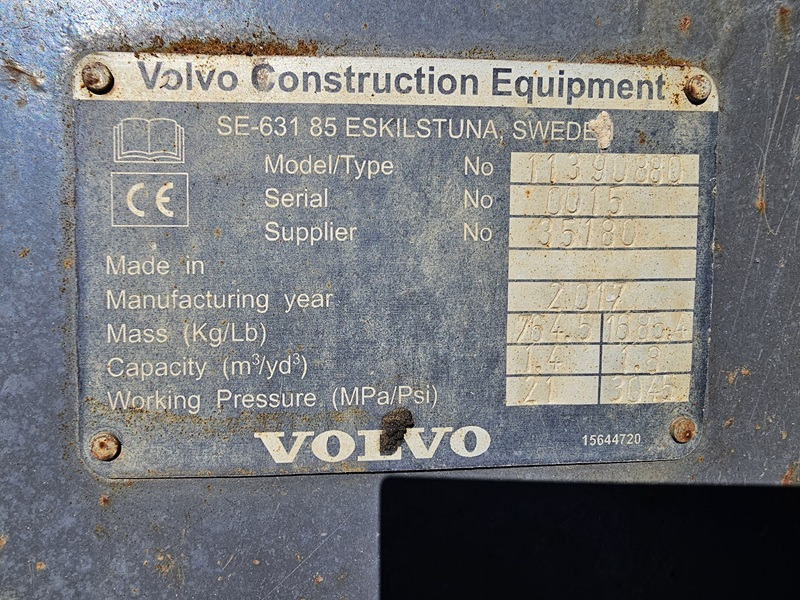 Volvo Construction Equipment
SE-631 85 ESKILSTUNA, SWEDEN
CE
Model/Type No 11390880
Serial No 0015
Supplier No 35180
Made in
Manufacturing year 2017
Mass (Kg/Lb) 764.5 1685.4
Capacity (m³/yd³) 1.4 1.8
Working Pressure (MPa/Psi) 21 3045
VOLVO 15644720